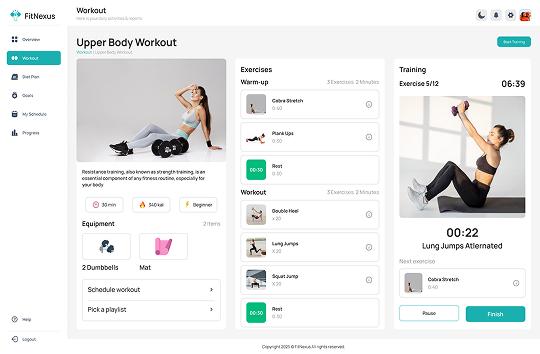 FitNexus
Workout
Here is your daily activities & reports
Overview
Workout
Diet Plan
Goals
My Schedule
Progress
Help
Logout
Upper Body Workout
Workout | Upper Body Workout
Start Training
Resistance training, also known as strength training, is an
essential component of any fitness routine, especially for
your body
30 min
340 kal
Beginner
Equipment
2 Items
2 Dumbbells
Mat
Schedule workout
Pick a playlist
Exercises
Warm-up
3 Exercises 2 Minutes
Cobra Stretch
0:60
Plank Ups
0:60
00:30
Rest
0:30
Workout
3 Exercises 2 Minutes
Double Heel
X 20
Lung Jumps
X 20
Squat Jump
X 20
00:30
Rest
0:30
Training
Exercise 5/12
06:39
00:22
Lung Jumps Atlernated
Next exercise
Cobra Stretch
0:40
Pause
Finish
Copyright 2025 © FitNexus All rights reserved.